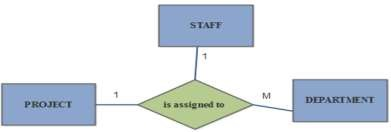 STAFF
1
1
M
PROJECT
is assigned to
DEPARTMENT